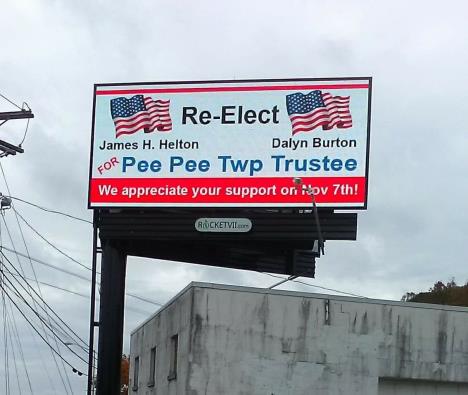 Re-Elect
James H. Helton Dalyn Burton
FOR Pee Pee Twp Trustee
We appreciate your support on Nov 7th!
ROCKETVII.com